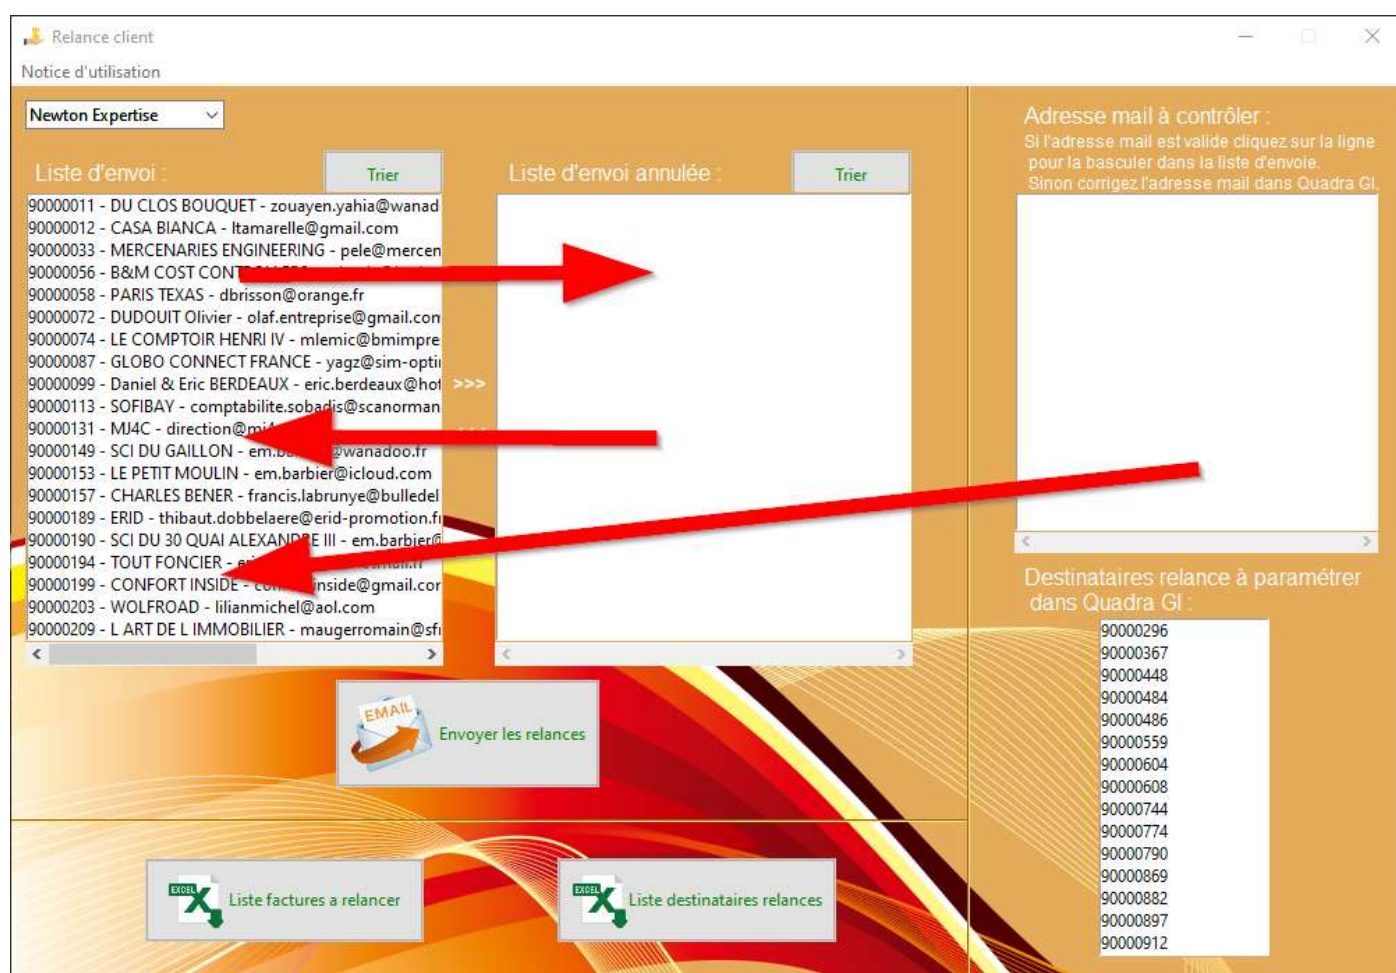 Relance client
Notice d'utilisation
Newton Expertise
Liste d'envoi :
Trier
90000011 - DU CLOS BOUQUET - zouayen.yahia@wanad
90000012 - CASA BIANCA - ltamarelle@gmail.com
90000033 - MERCENARIES ENGINEERING - pele@mercen
90000056 - B&M COST
90000058 - PARIS TEXAS - dbrisson@orange.fr
90000072 - DUDOUIT Olivier - olaf.entreprise@gmail.com
90000074 - LE COMPTOIR HENRI IV - mlemic@bmimpre
90000087 - GLOBO CONNECT FRANCE - yagz@sim-opti
90000099 - Daniel & Eric BERDEAUX - eric.berdeaux@hot
90000113 - SOFIBAY - comptabilite.sobadis@scanorman
90000131 - MJ4C -
90000149 - SCI DU GAILLON -
90000153 - LE PETIT MOULIN - em.barbier@icloud.com
90000157 - CHARLES BENER - francis.labrunye@bulledel
90000189 - ERID - thibaut.dobbelaere@erid-promotion.fr
90000190 - SCI DU 30 QUAI ALEXANDRE III - em.barbier@
90000194 - TOUT FONCIER -
90000199 - CONFORT INSIDE -
90000203 - WOLFROAD - lilianmichel@aol.com
90000209 - L ART DE L IMMOBILIER - maugerromain@sf
>>>
Liste d'envoi annulée :
Trier
Adresse mail à contrôler :
Si l'adresse mail est valide cliquez sur la ligne
pour la basculer dans la liste d'envoie.
Sinon corrigez l'adresse mail dans Quadra GI.
Destinataires relance à paramétrer
dans Quadra GI :
90000296
90000367
90000448
90000484
90000486
90000559
90000604
90000608
90000744
90000774
90000790
90000869
90000882
90000897
90000912
EMAIL
Envoyer les relances
EXCEL
Liste factures a relancer
EXCEL
Liste destinataires relances